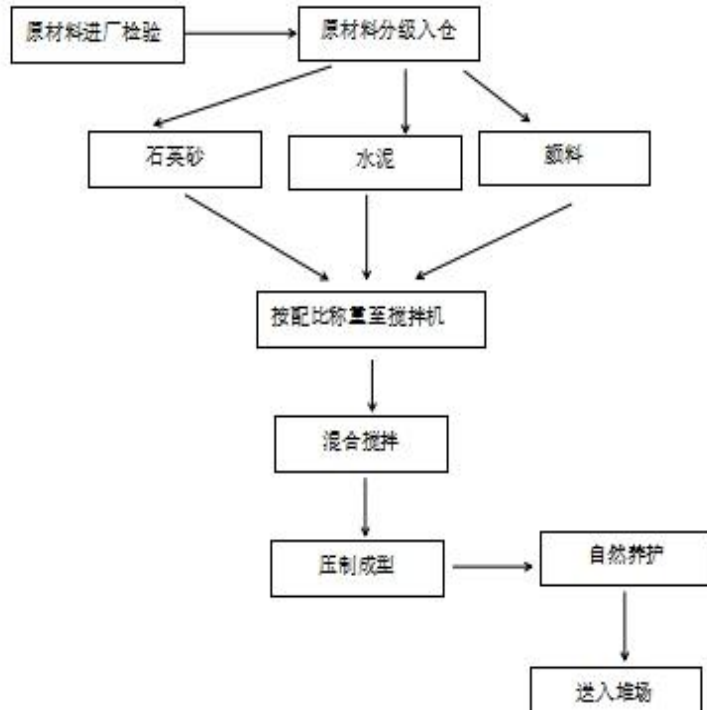 原材料进厂检验
原材料分级入仓
石英砂
水泥
颜料
按配比称重至搅拌机
混合搅拌
压制成型
自然养护
送入堆场